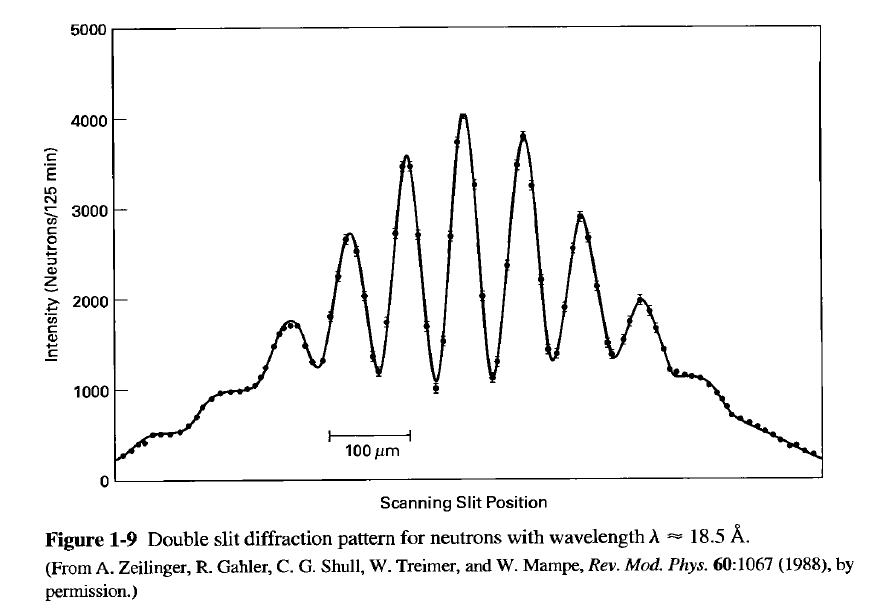 5000
4000
3000
2000
1000
0
Intensity (Neutrons/125 min)
100 μm
Scanning Slit Position
Figure 1-9 Double slit diffraction pattern for neutrons with wavelength λ ≈ 18.5 Å.
(From A. Zeilinger, R. Gahler, C. G. Shull, W. Treimer, and W. Mampe, Rev. Mod. Phys. 60:1067 (1988), by
permission.)